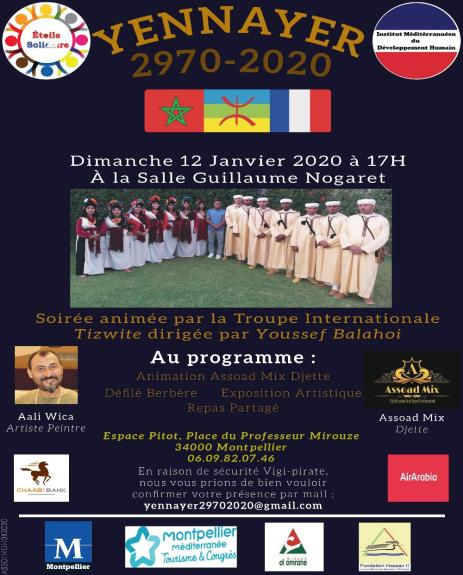 Étoile
Solidaire
YENNAYER
2970-2020
Institut Méditérrannéen
du
Développement Humain
Dimanche 12 Janvier 2020 à 17H
À la Salle Guillaume Nogaret
Soirée animée par la Troupe Internationale
Tizwite dirigée par Youssef Balahoi
Au programme :
Animation Assoad Mix Djette
Défilé Berbère Exposition Artistique
Repas Partagé
Aali Wica
Artiste Peintre
A
Assoad Mix
Assoad Mix
Djette
Espace Pitot, Place du Professeur Mirouze
34000 Montpellier
06.09.82.07.46
En raison de sécurité Vigi-pirate,
nous vous prions de bien vouloir
confirmer votre présence par mail :
yennayer29702020@gmail.com
CHAABI BANK
AirArabia
M
Montpellier
Montpellier
méditerranée
Tourisme & Congrès
al omrane
Fondation Hassan II